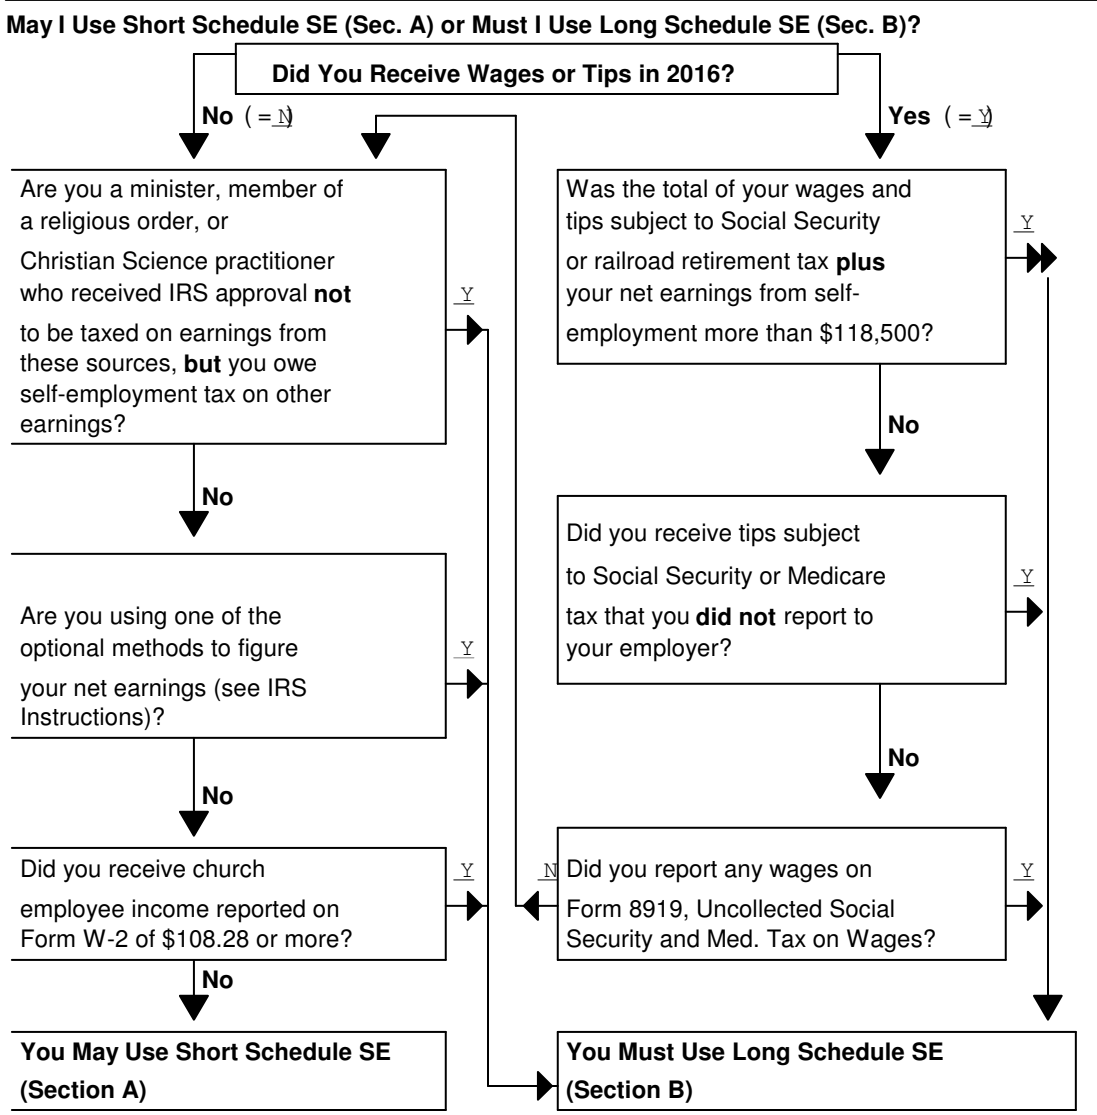 May I Use Short Schedule SE (Sec. A) or Must I Use Long Schedule SE (Sec. B)?
Did You Receive Wages or Tips in 2016?
No ( = N)
Yes ( = Y)
Are you a minister, member of
a religious order, or
Christian Science practitioner
who received IRS approval not
to be taxed on earnings from
these sources, but you owe
self-employment tax on other
earnings?
Y
Was the total of your wages and
tips subject to Social Security
or railroad retirement tax plus
your net earnings from self-
employment more than $118,500?
Y
No
No
Did you receive tips subject
to Social Security or Medicare
tax that you did not report to
your employer?
Y
Are you using one of the
optional methods to figure
your net earnings (see IRS
Instructions)?
Y
No
No
Did you receive church
employee income reported on
Form W-2 of $108.28 or more?
Y
N
Did you report any wages on
Form 8919, Uncollected Social
Security and Med. Tax on Wages?
Y
No
You May Use Short Schedule SE
(Section A)
You Must Use Long Schedule SE
(Section B)